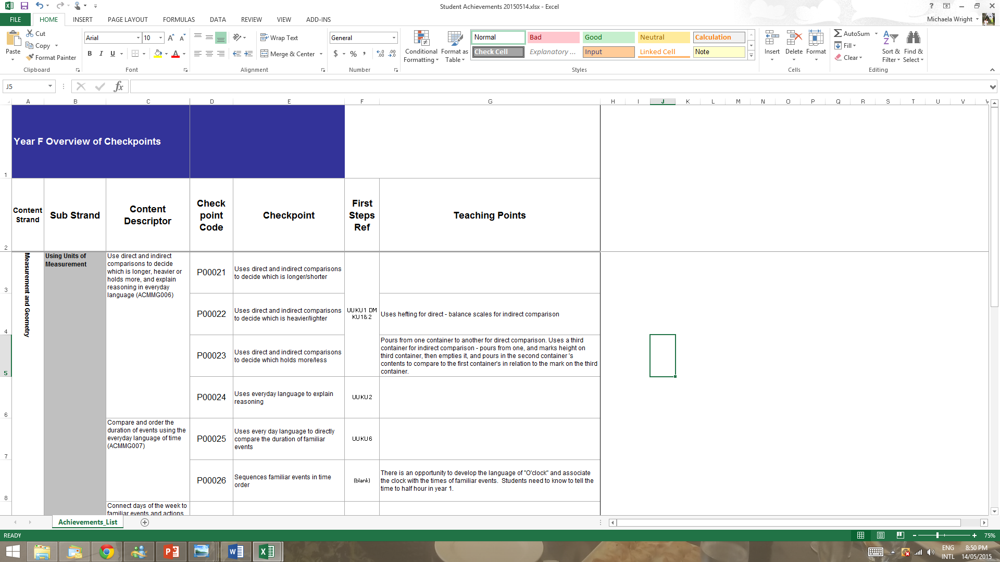 Student Achievements 20150514.xlsx - Excel
FILE HOME INSERT PAGE LAYOUT FORMULAS DATA REVIEW VIEW ADD-INS
Michaela Wright
Paste
Cut
Copy
Format Painter
Clipboard
Arial 10
B I U
Font
Wrap Text
Merge & Center
Alignment
General
$ % ,
Number
Conditional Formatting
Format as Table
Normal Bad Good Neutral Calculation
Check Cell Explanatory ... Input Linked Cell Note
Styles
Insert Delete Format
Cells
AutoSum
Fill
Clear
Sort & Filter
Find & Select
Editing
J5
fx
A B C D E F G H I J K L M N O P Q R S T U V
1
Year F Overview of Checkpoints
2
Content Strand
Sub Strand
Content Descriptor
Check point Code
Checkpoint
First Steps Ref
Teaching Points
Measurement and Geometry
Using Units of
Measurement
Use direct and indirect
comparisons to decide
which is longer, heavier or
holds more, and explain
reasoning in everyday
language (ACMMG006)
3
P00021
Uses direct and indirect comparisons
to decide which is longer/shorter
4
P00022
Uses direct and indirect comparisons
to decide which is heavier/lighter
UUKU1 DM
KU1&2
Uses hefting for direct - balance scales for indirect comparison
5
P00023
Uses direct and indirect comparisons
to decide which holds more/less
Pours from one container to another for direct comparison. Uses a third
container for indirect comparison - pours from one, and marks height on
third container, then empties it, and pours in the second container 's
contents to compare to the first container's in relation to the mark on the third
container.
6
P00024
Uses everyday language to explain
reasoning
UUKU2
Compare and order the
duration of events using the
everyday language of time
(ACMMG007)
7
P00025
Uses every day language to directly
compare the duration of familiar
events
UUKU6
8
P00026
Sequences familiar events in time
order
(blank)
There is an opportunity to develop the language of "O'clock" and associate
the clock with the times of familiar events.  Students need to know to tell the
time to half hour in year 1.
Connect days of the week to
familiar events and actions
Achievements_List
READY
75%
ENG
INTL
8:50 PM
14/05/2015